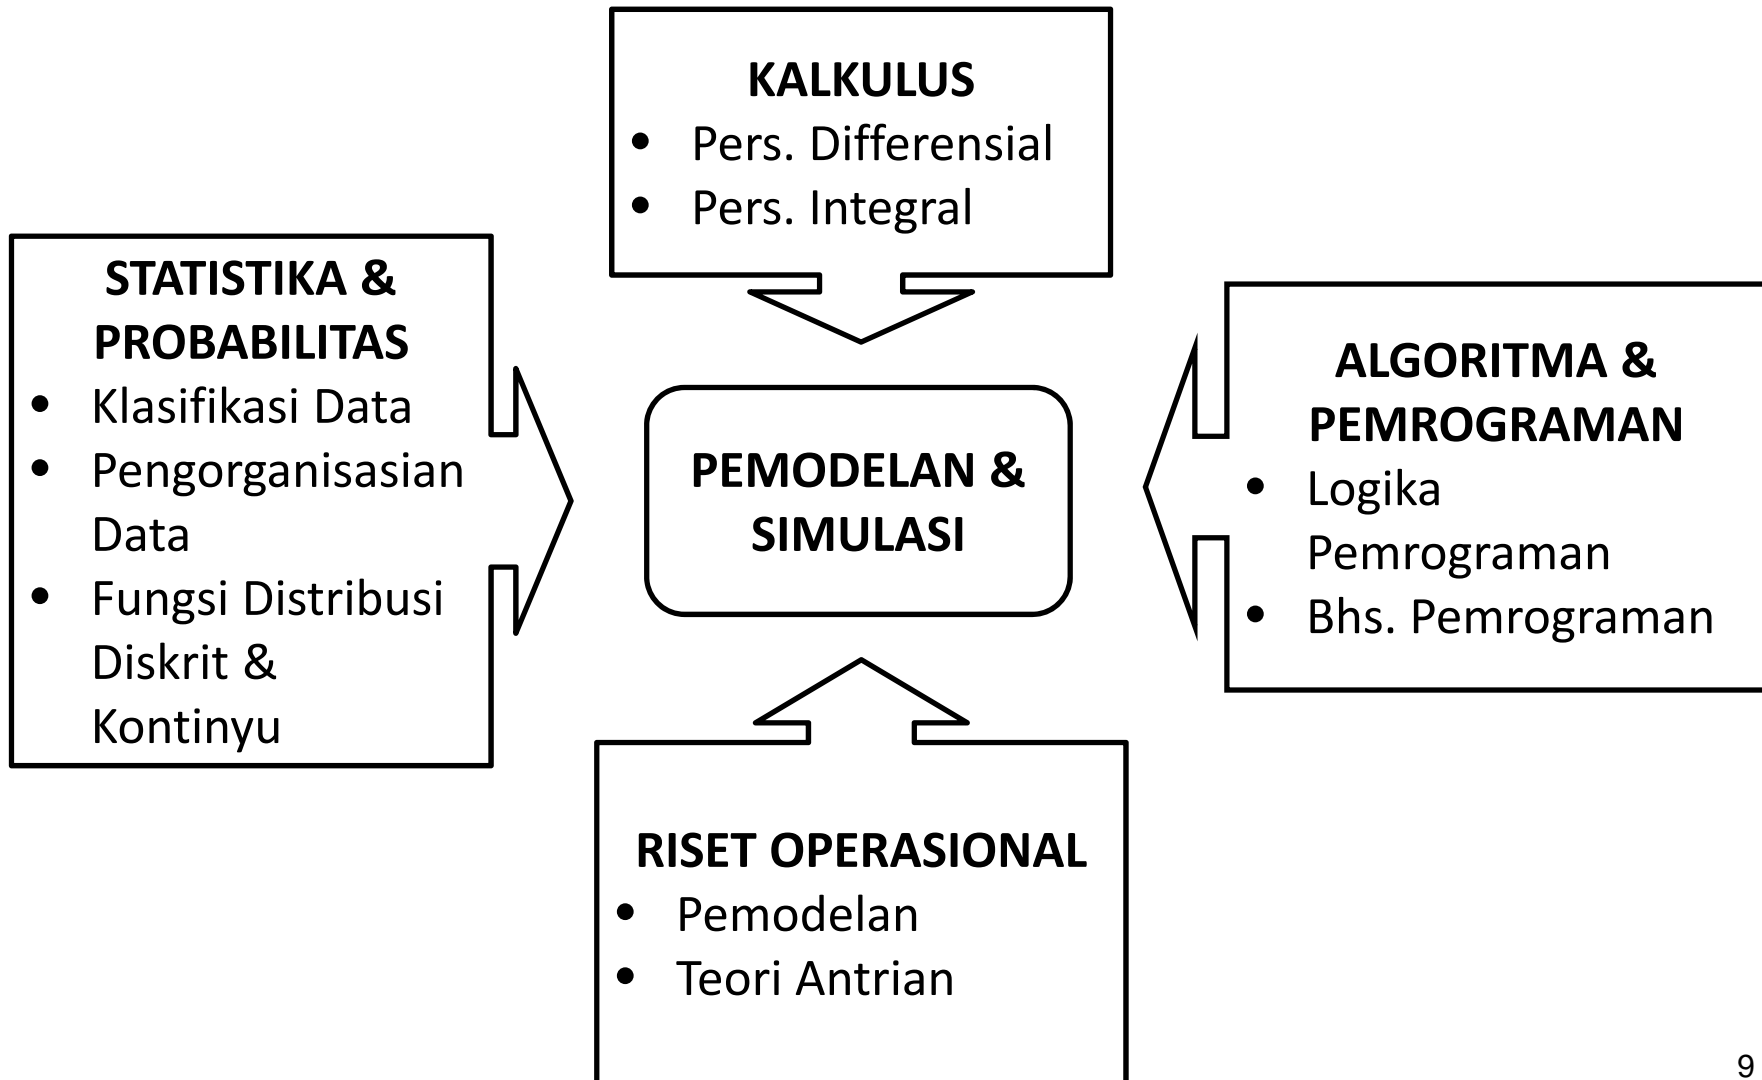 KALKULUS
• Pers. Differensial
• Pers. Integral
STATISTIKA &
PROBABILITAS
• Klasifikasi Data
• Pengorganisasian
Data
• Fungsi Distribusi
Diskrit &
Kontinyu
PEMODELAN &
SIMULASI
ALGORITMA &
PEMROGRAMAN
• Logika
Pemrograman
• Bhs. Pemrograman
RISET OPERASIONAL
• Pemodelan
• Teori Antrian
9